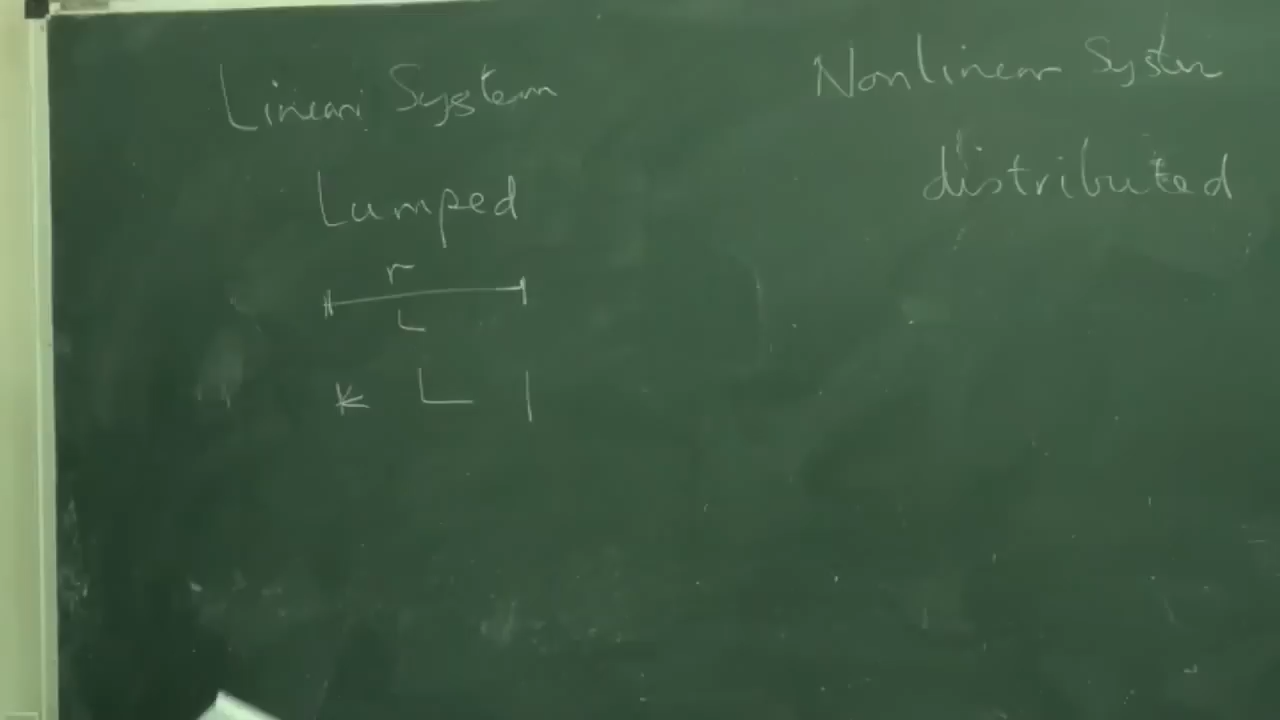 Linear System
Nonlinear System
Lumped
distributed
r
L
L